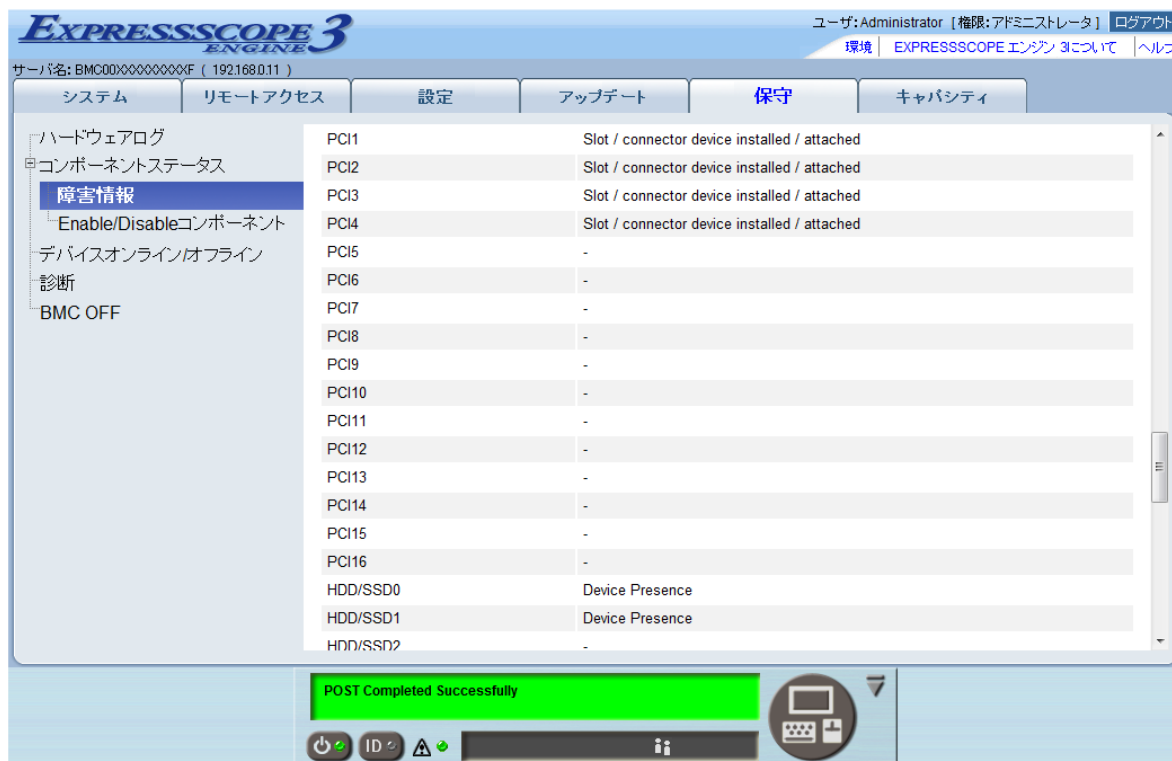 EXPRESSSCOPE 3
ENGINE
ユーザ:Administrator [権限:アドミニストレータ] ログアウト
環境 EXPRESSSCOPE エンジン 3について ヘルプ
サーバ名: BMC00XXXXXXXXXF ( 192.168.0.11 )
システム リモートアクセス 設定 アップデート 保守 キャパシティ
ハードウェアログ
コンポーネントステータス
障害情報
Enable/Disableコンポーネント
デバイスオンライン/オフライン
診断
BMC OFF
PCI1 Slot / connector device installed / attached
PCI2 Slot / connector device installed / attached
PCI3 Slot / connector device installed / attached
PCI4 Slot / connector device installed / attached
PCI5 -
PCI6 -
PCI7 -
PCI8 -
PCI9 -
PCI10 -
PCI11 -
PCI12 -
PCI13 -
PCI14 -
PCI15 -
PCI16 -
HDD/SSD0 Device Presence
HDD/SSD1 Device Presence
HDD/SSD2 -
POST Completed Successfully
ID